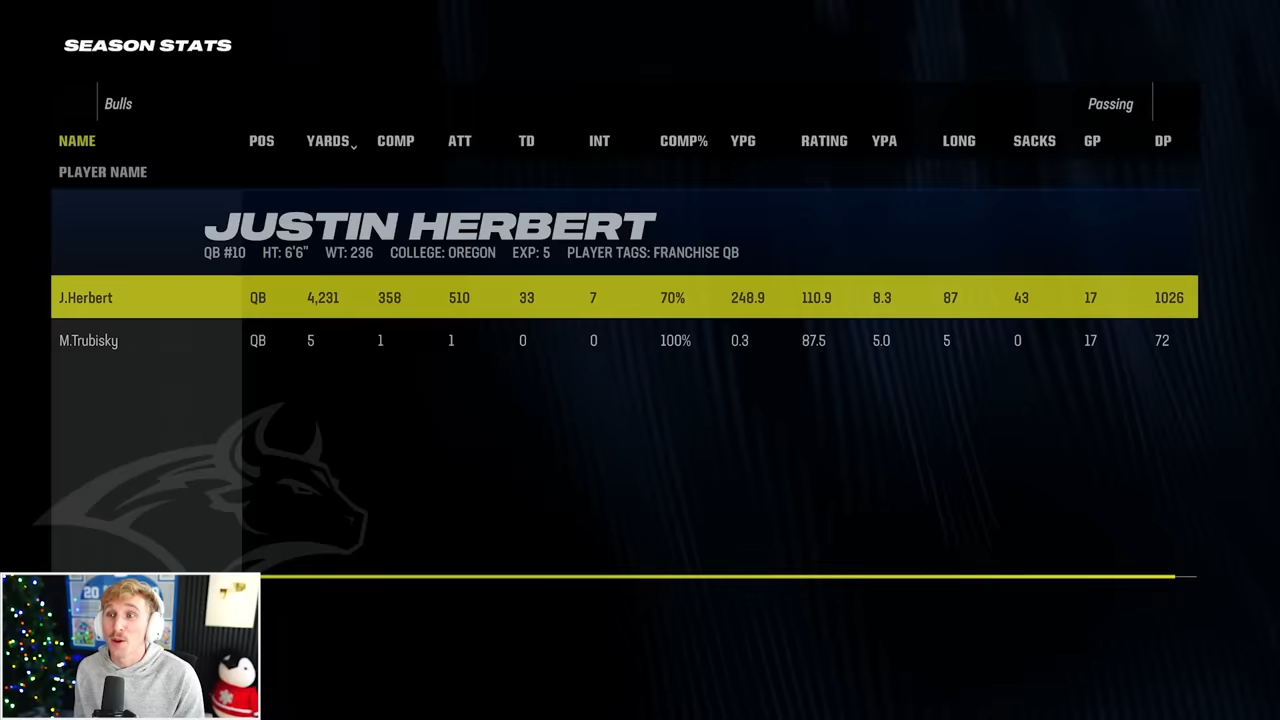 SEASON STATS
Bulls Passing
NAME POS YARDS COMP ATT TD INT COMP% YPG RATING YPA LONG SACKS GP DP
PLAYER NAME
JUSTIN HERBERT
QB #10 HT: 6'6" WT: 236 COLLEGE: OREGON EXP: 5 PLAYER TAGS: FRANCHISE QB
J.Herbert QB 4,231 358 510 33 7 70% 248.9 110.9 8.3 87 43 17 1026
M.Trubisky QB 5 1 1 0 0 100% 0.3 87.5 5.0 5 0 17 72
20